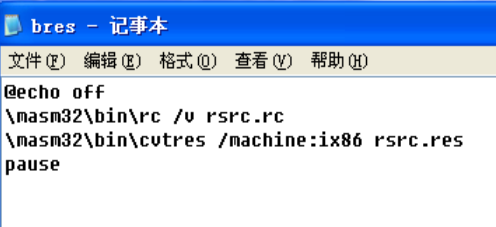 bres - 记事本
文件(F) 编辑(E) 格式(O) 查看(V) 帮助(H)
@echo off
\masm32\bin\rc /v rsrc.rc
\masm32\bin\cvtres /machine:ix86 rsrc.res
pause